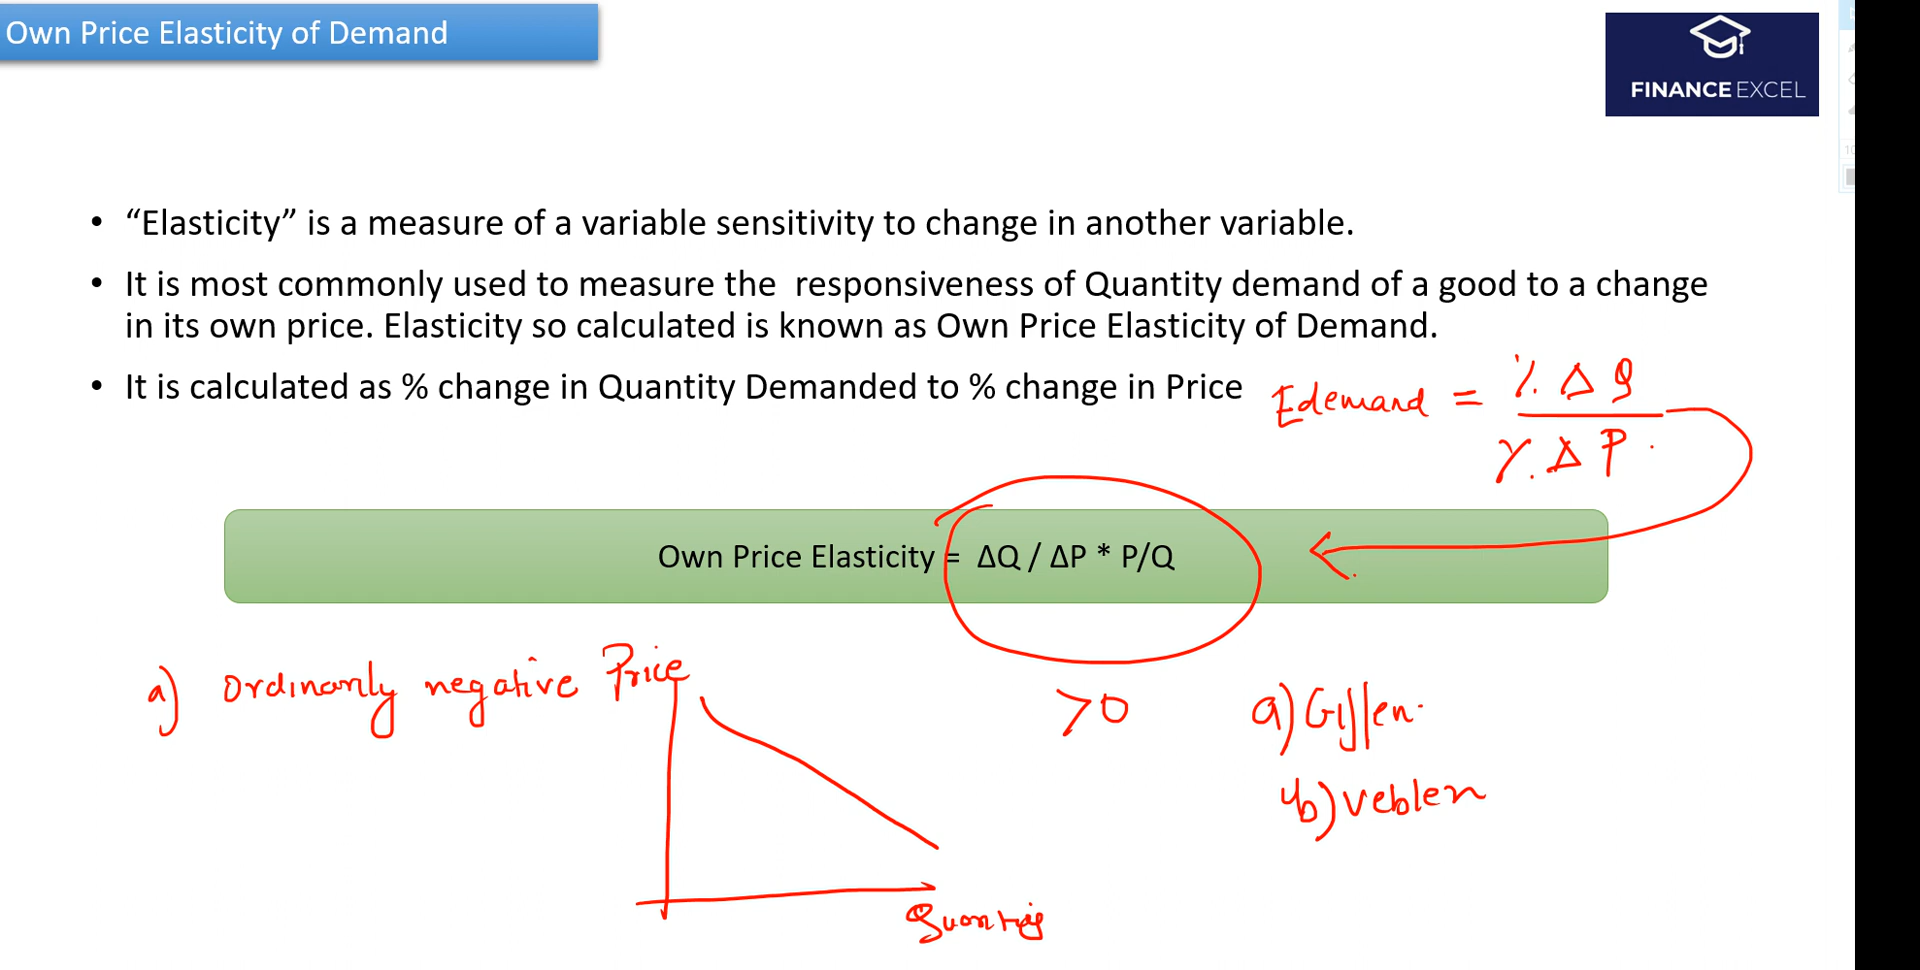 Own Price Elasticity of Demand
FINANCE EXCEL
• “Elasticity” is a measure of a variable sensitivity to change in another variable.
• It is most commonly used to measure the responsiveness of Quantity demand of a good to a change
in its own price. Elasticity so calculated is known as Own Price Elasticity of Demand.
• It is calculated as % change in Quantity Demanded to % change in Price
Edemand = % Δ Q / % Δ P
Own Price Elasticity = ΔQ / ΔP * P/Q
a) ordinarily negative
Price
Quantity
>0
a) Giffen
b) veblen